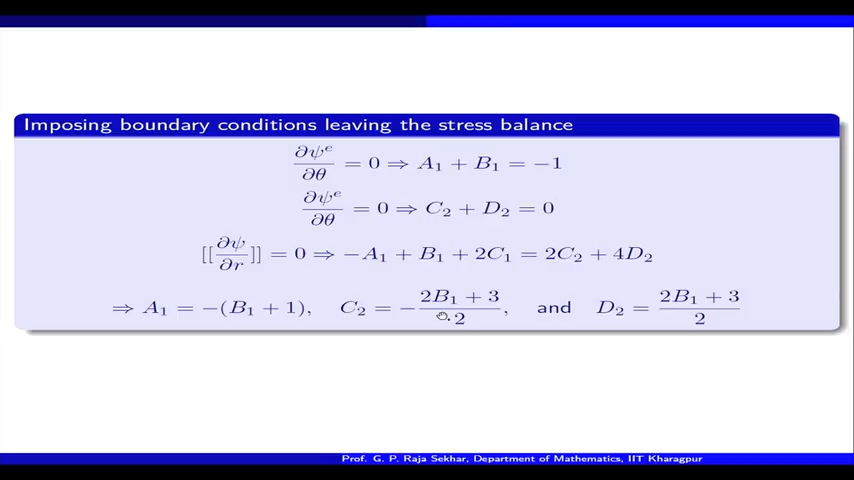 Imposing boundary conditions leaving the stress balance
∂ψᵉ/∂θ = 0 ⇒ A₁ + B₁ = −1
∂ψᵉ/∂θ = 0 ⇒ C₂ + D₂ = 0
[[∂ψ/∂r]] = 0 ⇒ −A₁ + B₁ + 2C₁ = 2C₂ + 4D₂
⇒ A₁ = −(B₁ + 1), C₂ = −(2B₁ + 3)/2, and D₂ = (2B₁ + 3)/2
Prof. G. P. Raja Sekhar, Department of Mathematics, IIT Kharagpur